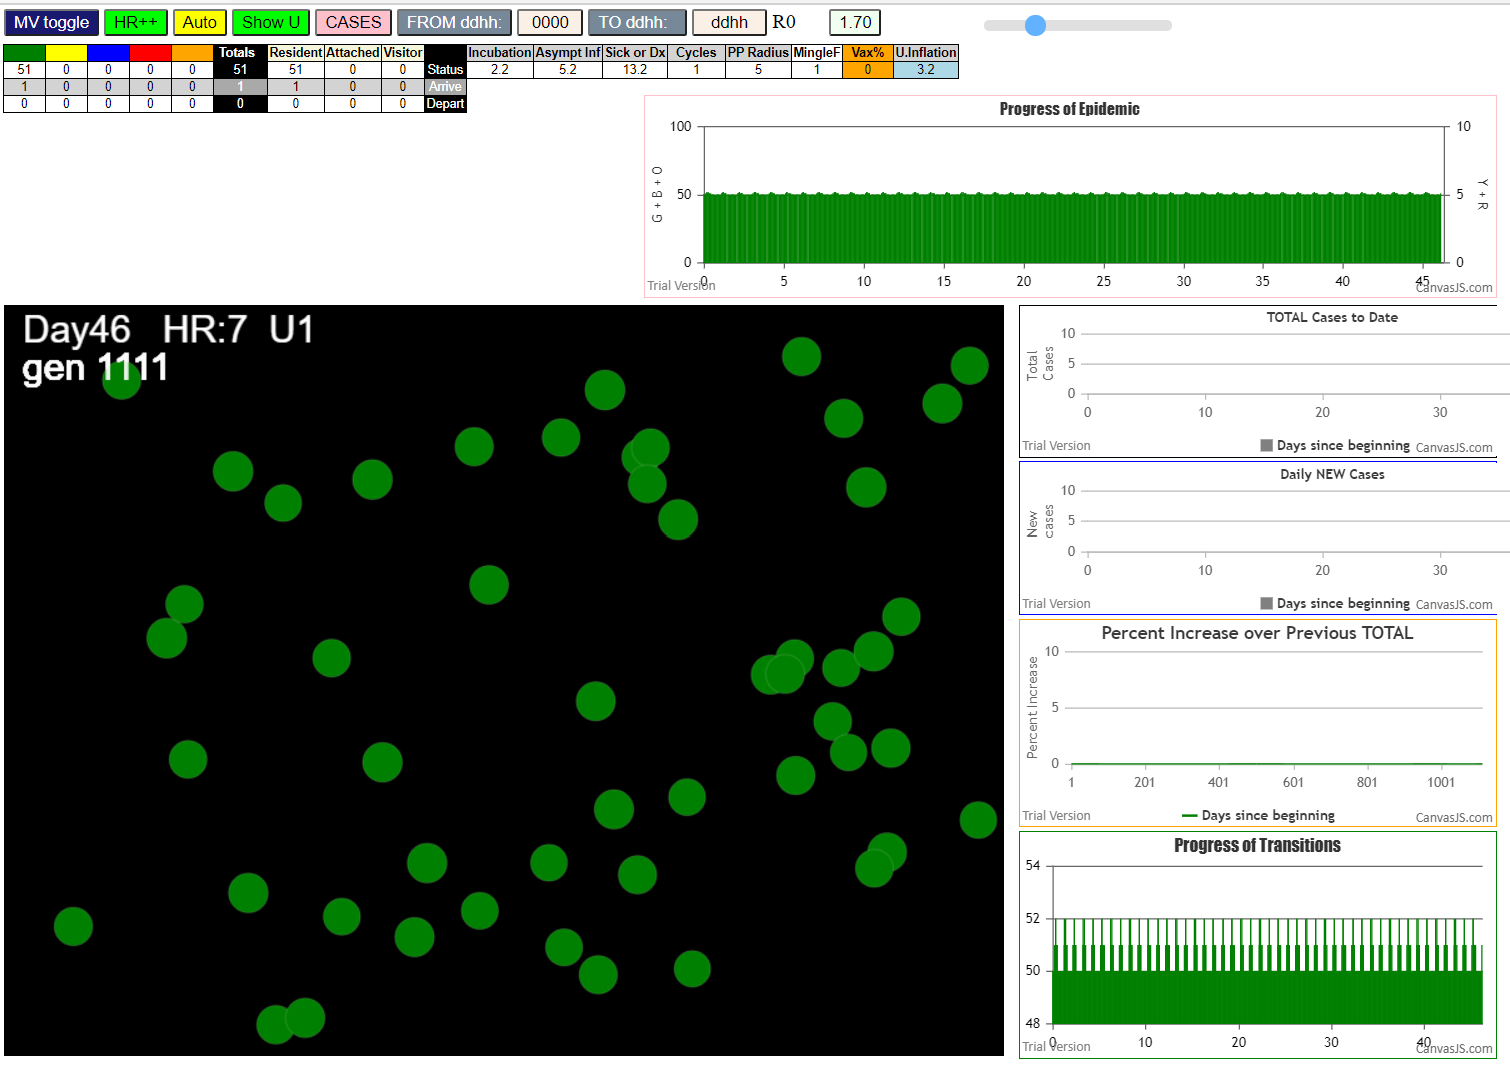 MV toggle HR++ Auto Show U CASES FROM ddhh: 0000 TO ddhh: ddhh R0 1.70
Totals Resident Attached Visitor Incubation Asympt Inf Sick or Dx Cycles PP Radius MingleF Vax% U.Inflation
51 0 0 0 0 51 51 0 0 Status 2.2 5.2 13.2 1 5 1 0 3.2
1 0 0 0 0 1 1 0 0 Arrive
0 0 0 0 0 0 0 0 0 Depart
Progress of Epidemic
100 10
G + B + O
50 5
Y + R
0 0
0 5 10 15 20 25 30 35 40 45
Trial Version CanvasJS.com
Day46 HR:7 U1
gen 1111
TOTAL Cases to Date
Total
Cases
10
5
0
0 10 20 30
Trial Version Days since beginning CanvasJS.com
Daily NEW Cases
New
cases
10
5
0
0 10 20 30
Trial Version Days since beginning CanvasJS.com
Percent Increase over Previous TOTAL
Percent Increase
10
5
0
1 201 401 601 801 1001
Trial Version Days since beginning CanvasJS.com
Progress of Transitions
54
52
50
48
0 10 20 30 40
Trial Version CanvasJS.com